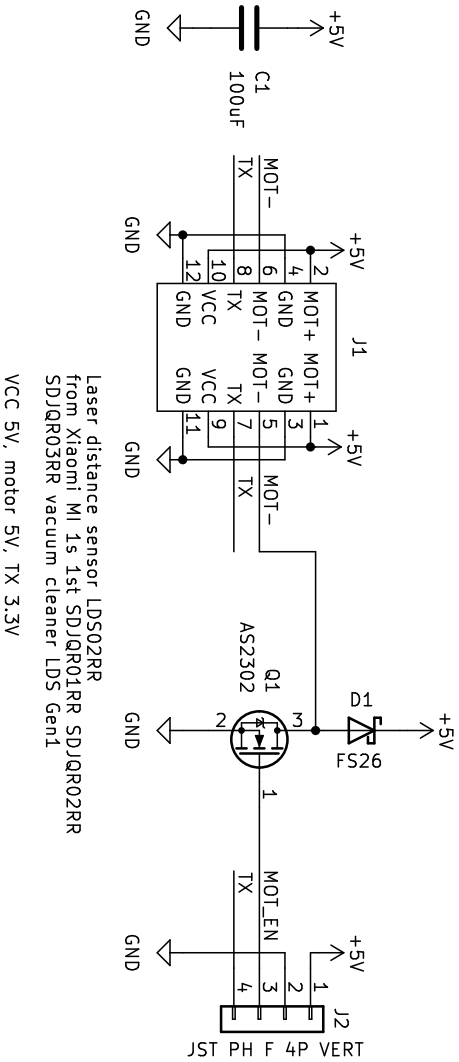 +5V
C1
100uF
GND
J1
+5V
+5V
2 MOT+ MOT+ 1
4 GND GND 3
MOT- 6 MOT- MOT- 5 MOT-
TX 8 TX TX 7 TX
10 VCC VCC 9
12 GND GND 11
GND
GND
+5V
D1
FS26
3
Q1
AS2302
1
2
GND
+5V
J2
1
2
MOT_EN 3
TX 4
GND
JST PH F 4P VERT
Laser distance sensor LDS02RR
from Xiaomi MI 1s 1st SDJQR01RR SDJQR02RR
SDJQR03RR vacuum cleaner LDS Gen1
VCC 5V, motor 5V, TX 3.3V